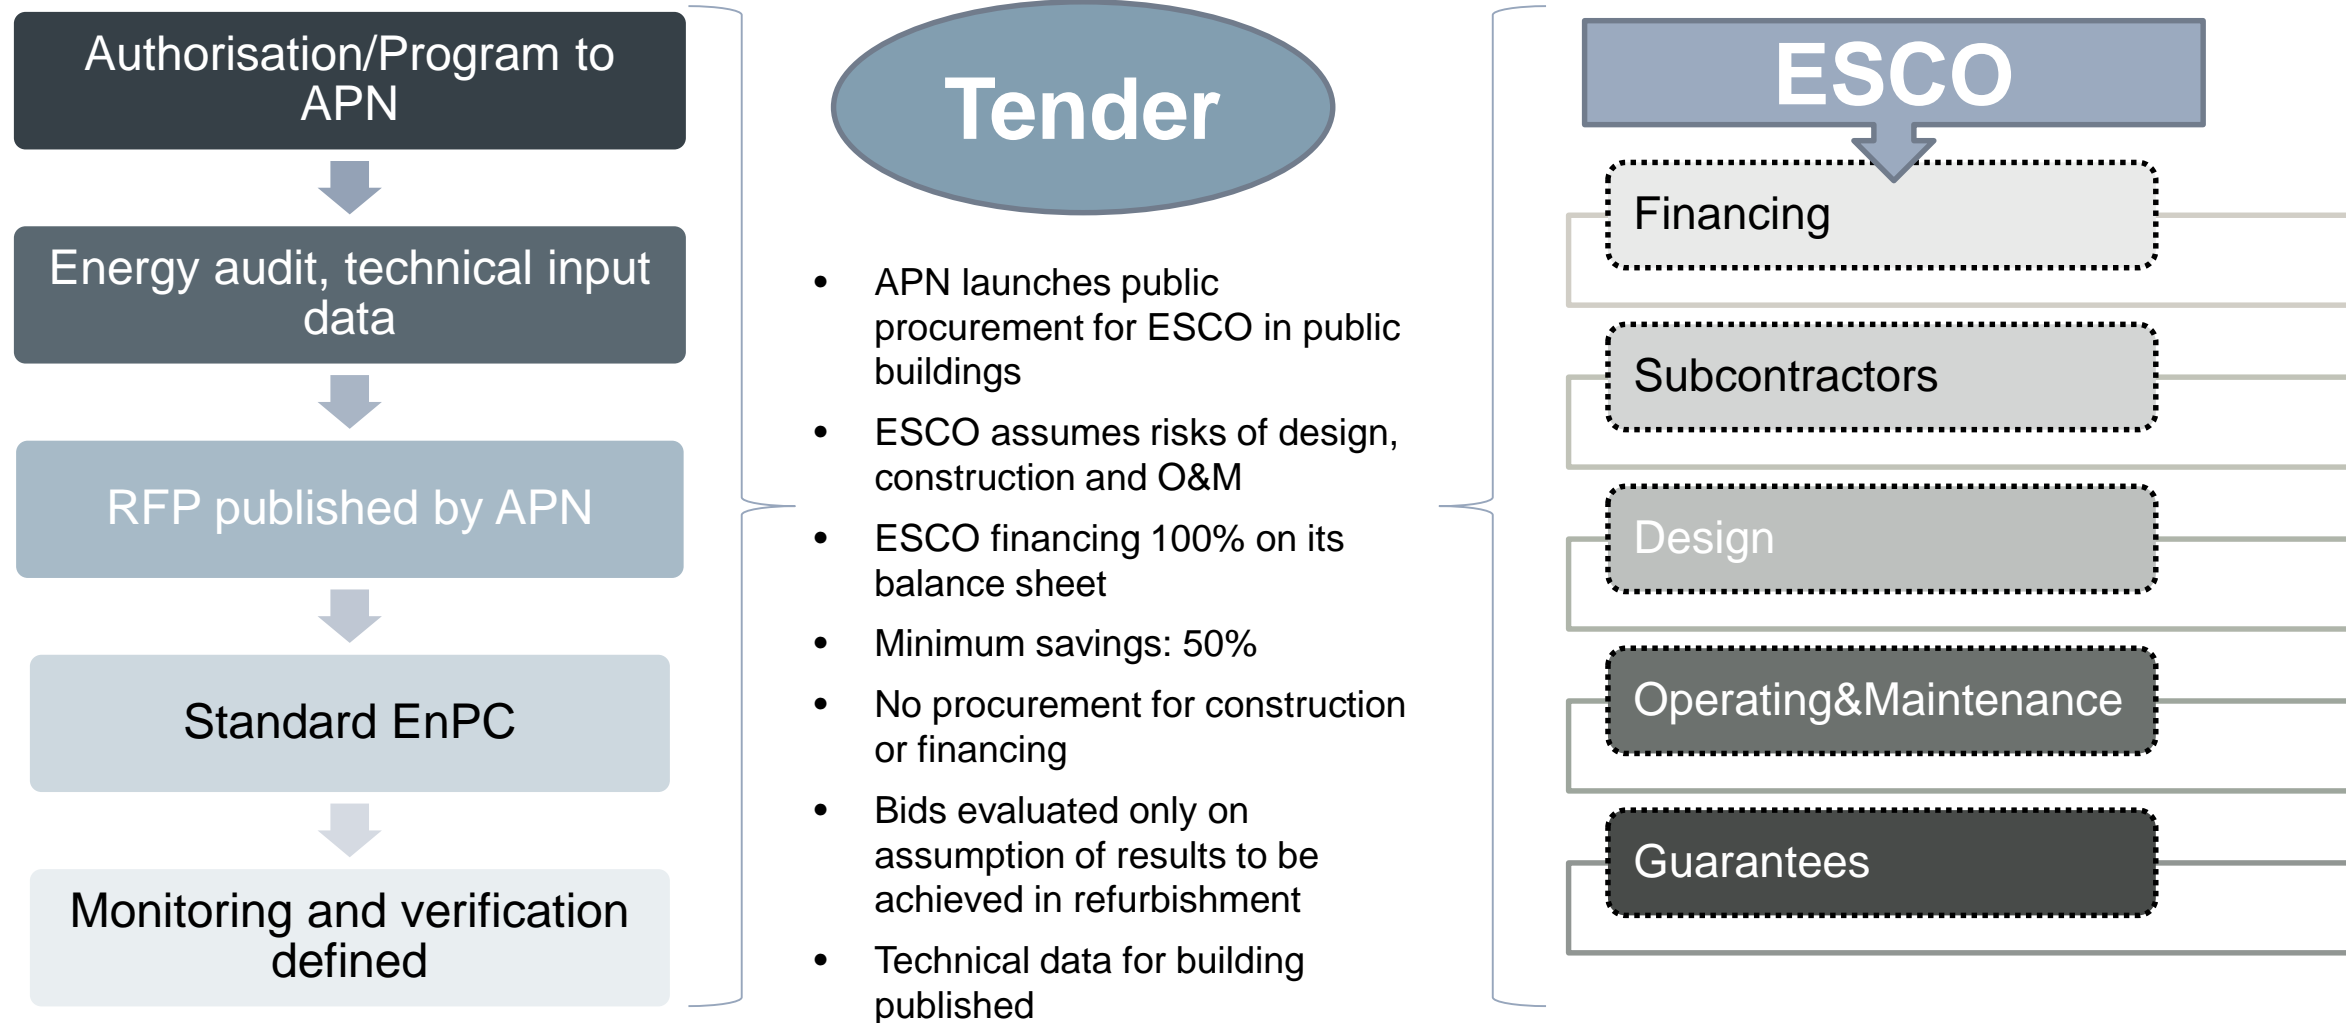 Authorisation/Program to
APN
Energy audit, technical input
data
RFP published by APN
Standard EnPC
Monitoring and verification
defined
Tender
• APN launches public
procurement for ESCO in public
buildings
• ESCO assumes risks of design,
construction and O&M
• ESCO financing 100% on its
balance sheet
• Minimum savings: 50%
• No procurement for construction
or financing
• Bids evaluated only on
assumption of results to be
achieved in refurbishment
• Technical data for building
published
ESCO
Financing
Subcontractors
Design
Operating&Maintenance
Guarantees